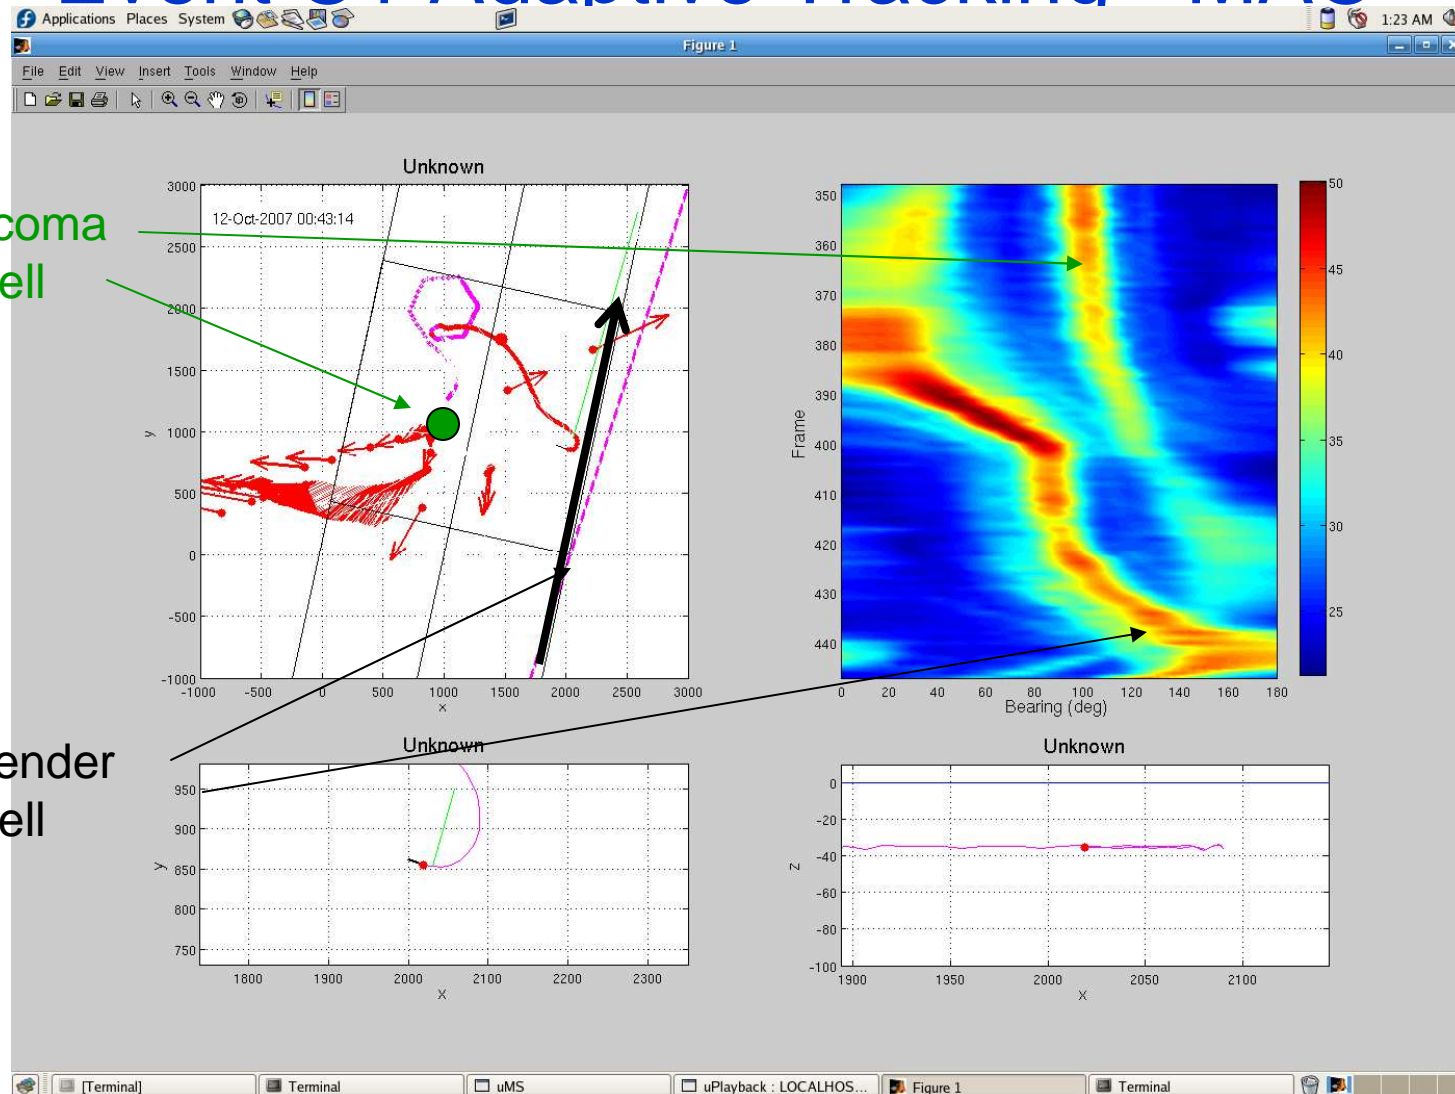 Event 3: Adaptive Tracking - MAC
Applications Places System 1:23 AM
Figure 1
File Edit View Insert Tools Window Help
Unknown
12-Oct-2007 00:43:14
3000
2500
2000
1500
1000
500
0
-500
-1000
y
-1000 -500 0 500 1000 1500 2000 2500 3000
x
coma
ell
350
360
370
380
390
400
410
420
430
440
Frame
0 20 40 60 80 100 120 140 160 180
Bearing (deg)
50
45
40
35
30
25
ender
ell
Unknown
950
900
850
800
750
y
1800 1900 2000 2100 2200 2300
x
Unknown
0
-20
-40
-60
-80
-100
z
1900 1950 2000 2050 2100
x
[Terminal] Terminal uMS uPlayback : LOCALHOS... Figure 1 Terminal